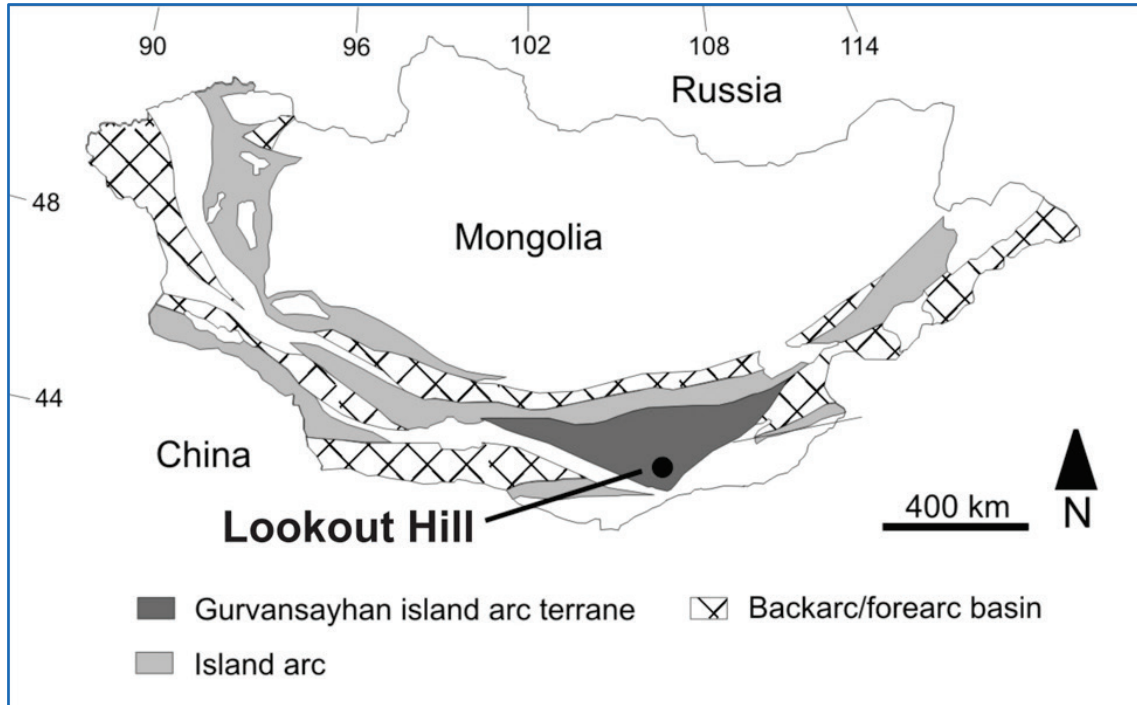 90
96
102
108
114
Russia
48
Mongolia
44
China
Lookout Hill
400 km
N
Gurvansayhan island arc terrane
Backarc/forearc basin
Island arc